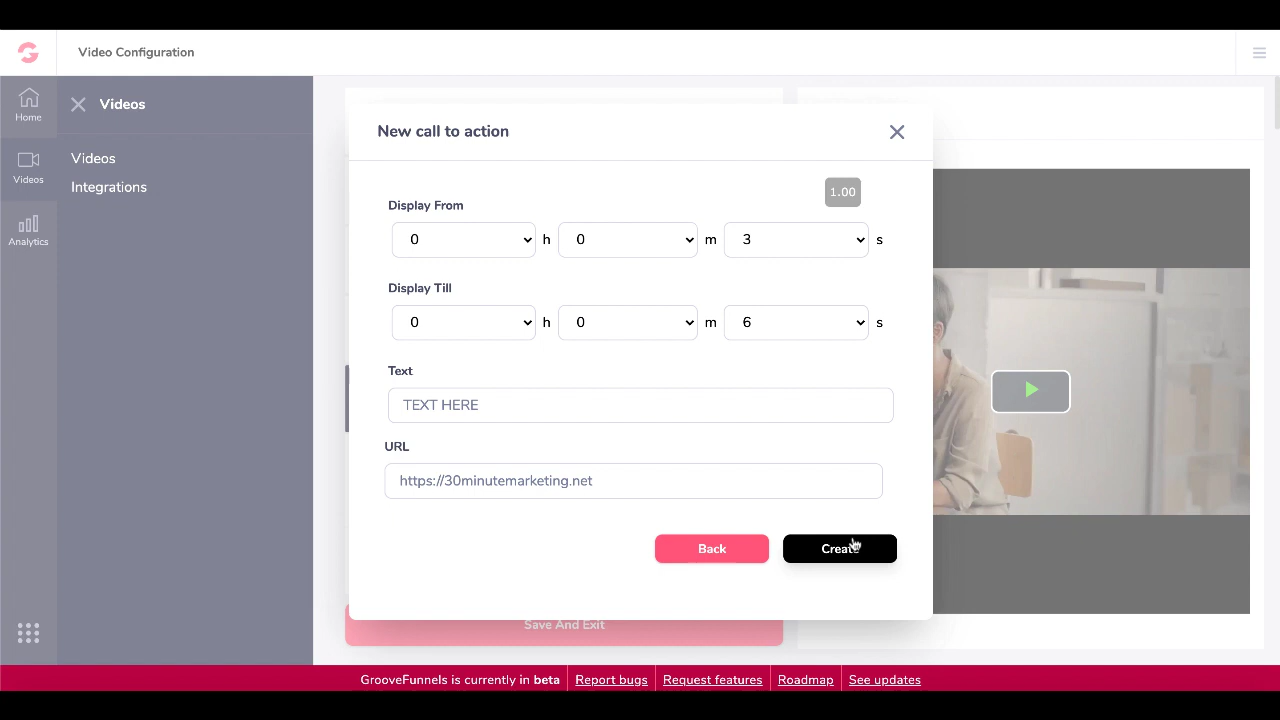 Video Configuration
Home
Videos
Analytics
Videos
Videos
Integrations
New call to action
1.00
Display From
0 h 0 m 3 s
Display Till
0 h 0 m 6 s
Text
TEXT HERE
URL
https://30minutemarketing.net
Back
Create
Save And Exit
GrooveFunnels is currently in beta Report bugs Request features Roadmap See updates